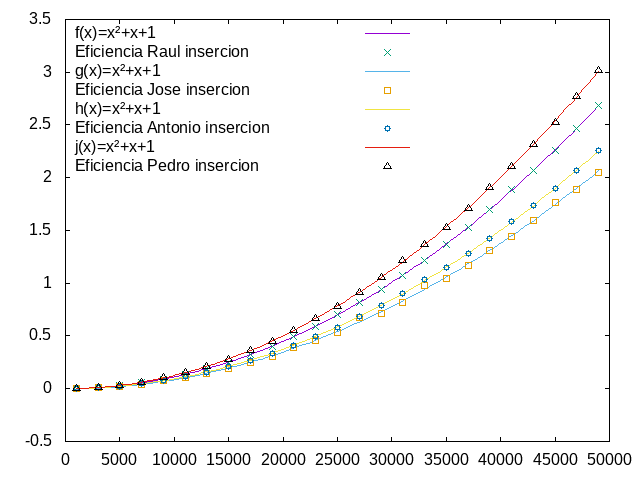 3.5
3
2.5
2
1.5
1
0.5
0
-0.5
f(x)=x²+x+1
Eficiencia Raul insercion
g(x)=x²+x+1
Eficiencia Jose insercion
h(x)=x²+x+1
Eficiencia Antonio insercion
j(x)=x²+x+1
Eficiencia Pedro insercion
0 5000 10000 15000 20000 25000 30000 35000 40000 45000 50000